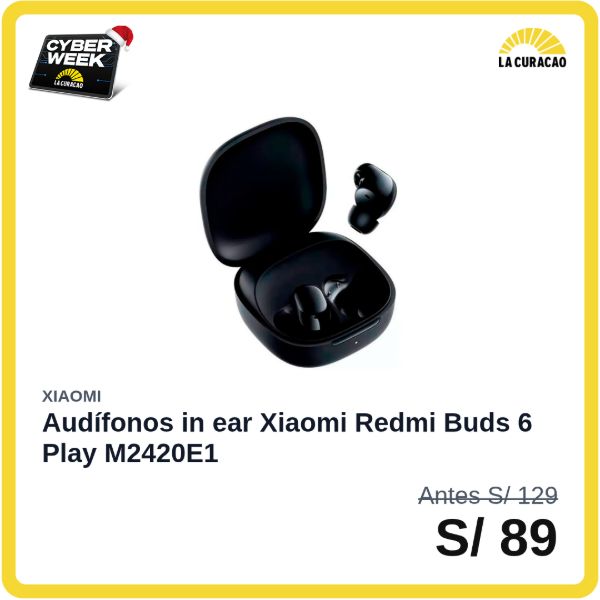 CYBER
WEEK
LA CURACAO
LA CURACAO
XIAOMI
Audífonos in ear Xiaomi Redmi Buds 6
Play M2420E1
Antes S/ 129
S/ 89